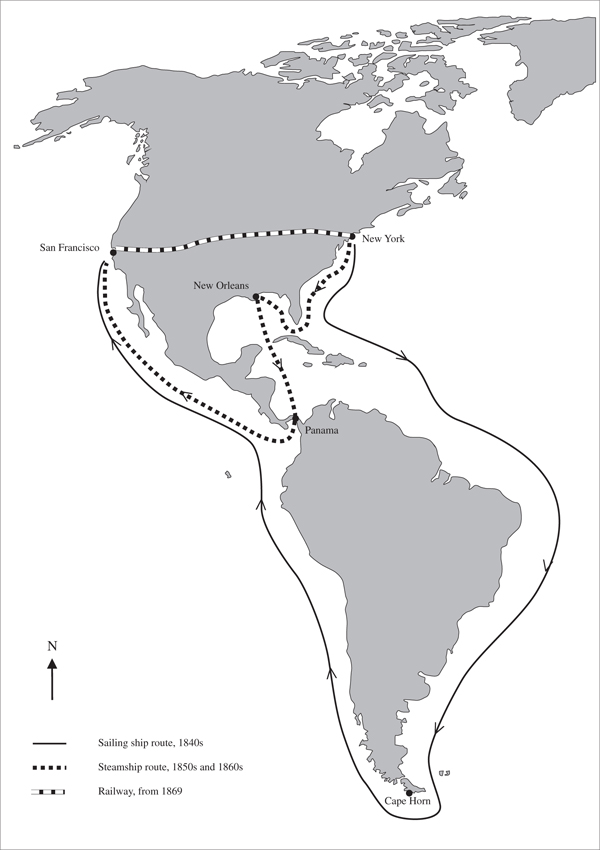 San Francisco
New York
New Orleans
Panama
N
Sailing ship route, 1840s
Steamship route, 1850s and 1860s
Railway, from 1869
Cape Horn